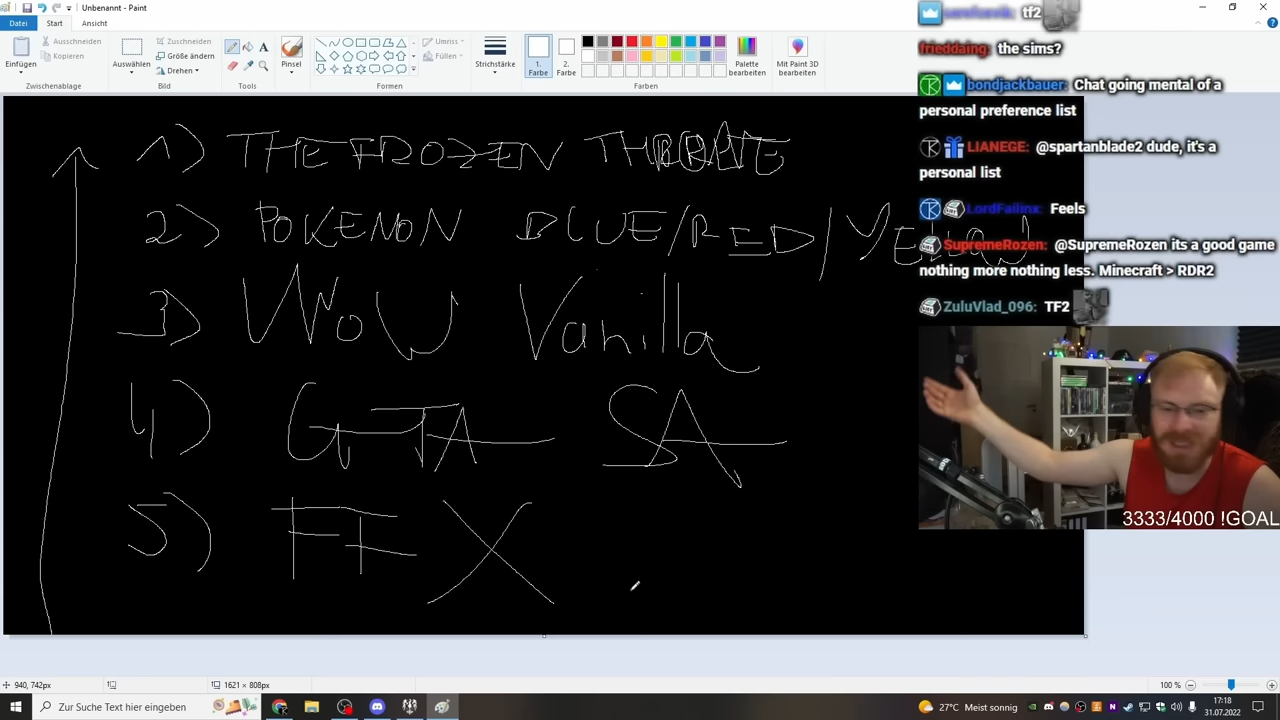 Unbenannt - Paint
Datei
Start
Ansicht
Einfügen
Ausschneiden
Kopieren
Zwischenablage
Auswählen
Zuschneiden
Größe ändern
Drehen
Bild
Tools
Pinsel
Formen
Umriss
Füllen
Strichstärke
1. Farbe
2. Farbe
Farben
Palette bearbeiten
Mit Paint 3D bearbeiten
1) THE FROZEN
2) POKEMON BLUE/RED/YELLOW
3) WoW Vanilla
4) GTA SA
5) FF X
tf2
frieddaing: the sims?
bondjackbauer: Chat going mental of a
personal preference list
LIANEGE: @spartanblade2 dude, it's a
personal list
LordFailinx: Feels
SupremeRozen: @SupremeRozen its a good game
nothing more nothing less. Minecraft > RDR2
ZuluVlad_096: TF2
3333/4000 !GOAL
940, 742px
1621 × 808px
100 %
Zur Suche Text hier eingeben
27°C Meist sonnig
17:18
31.07.2022